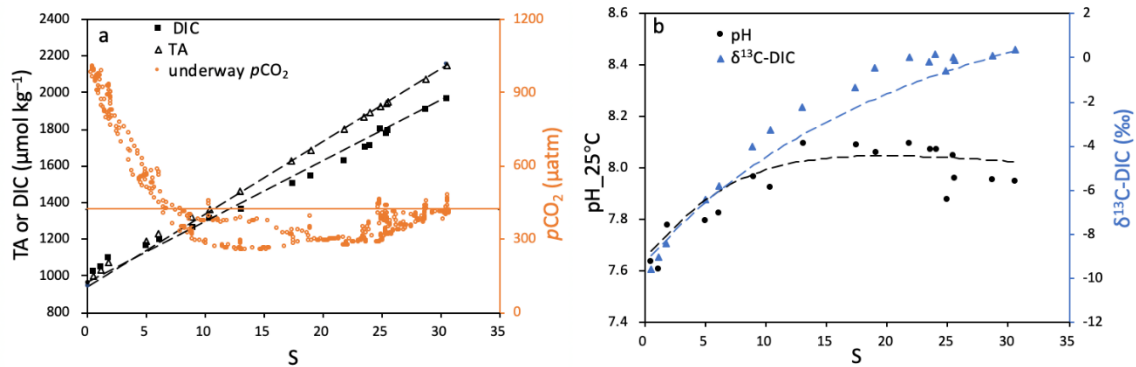 a
DIC
TA
underway pCO₂
2400
2200
2000
1800
1600
1400
1200
1000
800
TA or DIC (µmol kg⁻¹)
1200
900
600
300
0
pCO₂ (µatm)
0 5 10 15 20 25 30 35
S
b
pH
δ¹³C-DIC
8.6
8.4
8.2
8.0
7.8
7.6
7.4
pH_25°C
2
0
-2
-4
-6
-8
-10
-12
δ¹³C-DIC (‰)
0 5 10 15 20 25 30 35
S